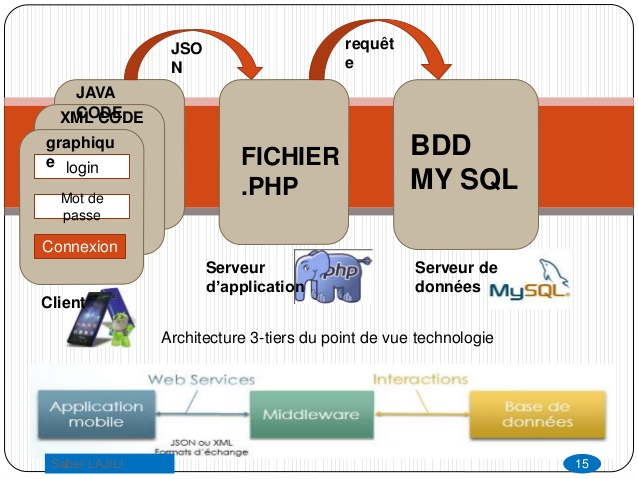 JSO
N
requêt
e
JAVA
CODE
XML CODE
graphiqu
e
login
Mot de
passe
Connexion
FICHIER
.PHP
BDD
MY SQL
Client
Serveur
d'application
php
Serveur de
données
MySQL
Architecture 3-tiers du point de vue technologie
Web Services
Interactions
Application
mobile
Middleware
Base de
données
JSON ou XML
Formats d'échange
Sabar LAJILI
15